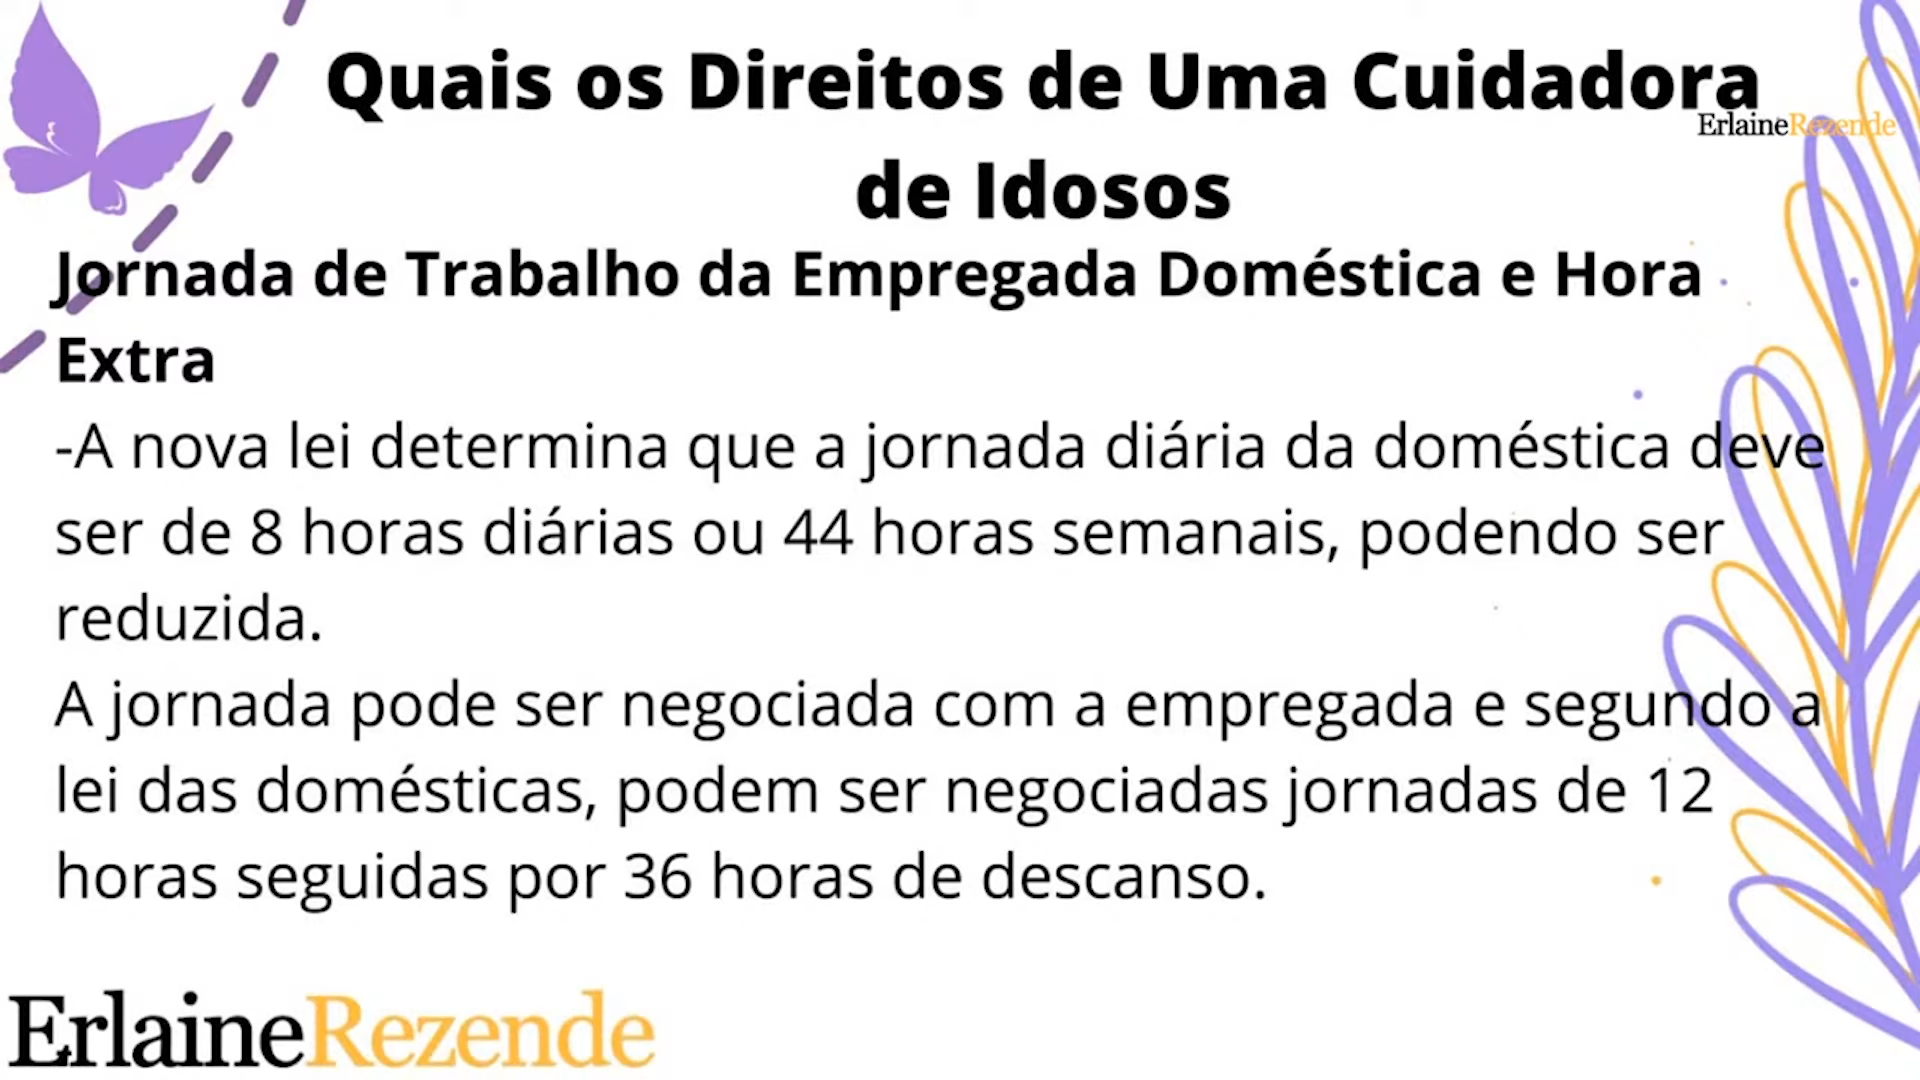 Quais os Direitos de Uma Cuidadora
ErlaineRezende
de Idosos
Jornada de Trabalho da Empregada Doméstica e Hora
Extra
-A nova lei determina que a jornada diária da doméstica deve
ser de 8 horas diárias ou 44 horas semanais, podendo ser
reduzida.
A jornada pode ser negociada com a empregada e segundo a
lei das domésticas, podem ser negociadas jornadas de 12
horas seguidas por 36 horas de descanso.
ErlaineRezende